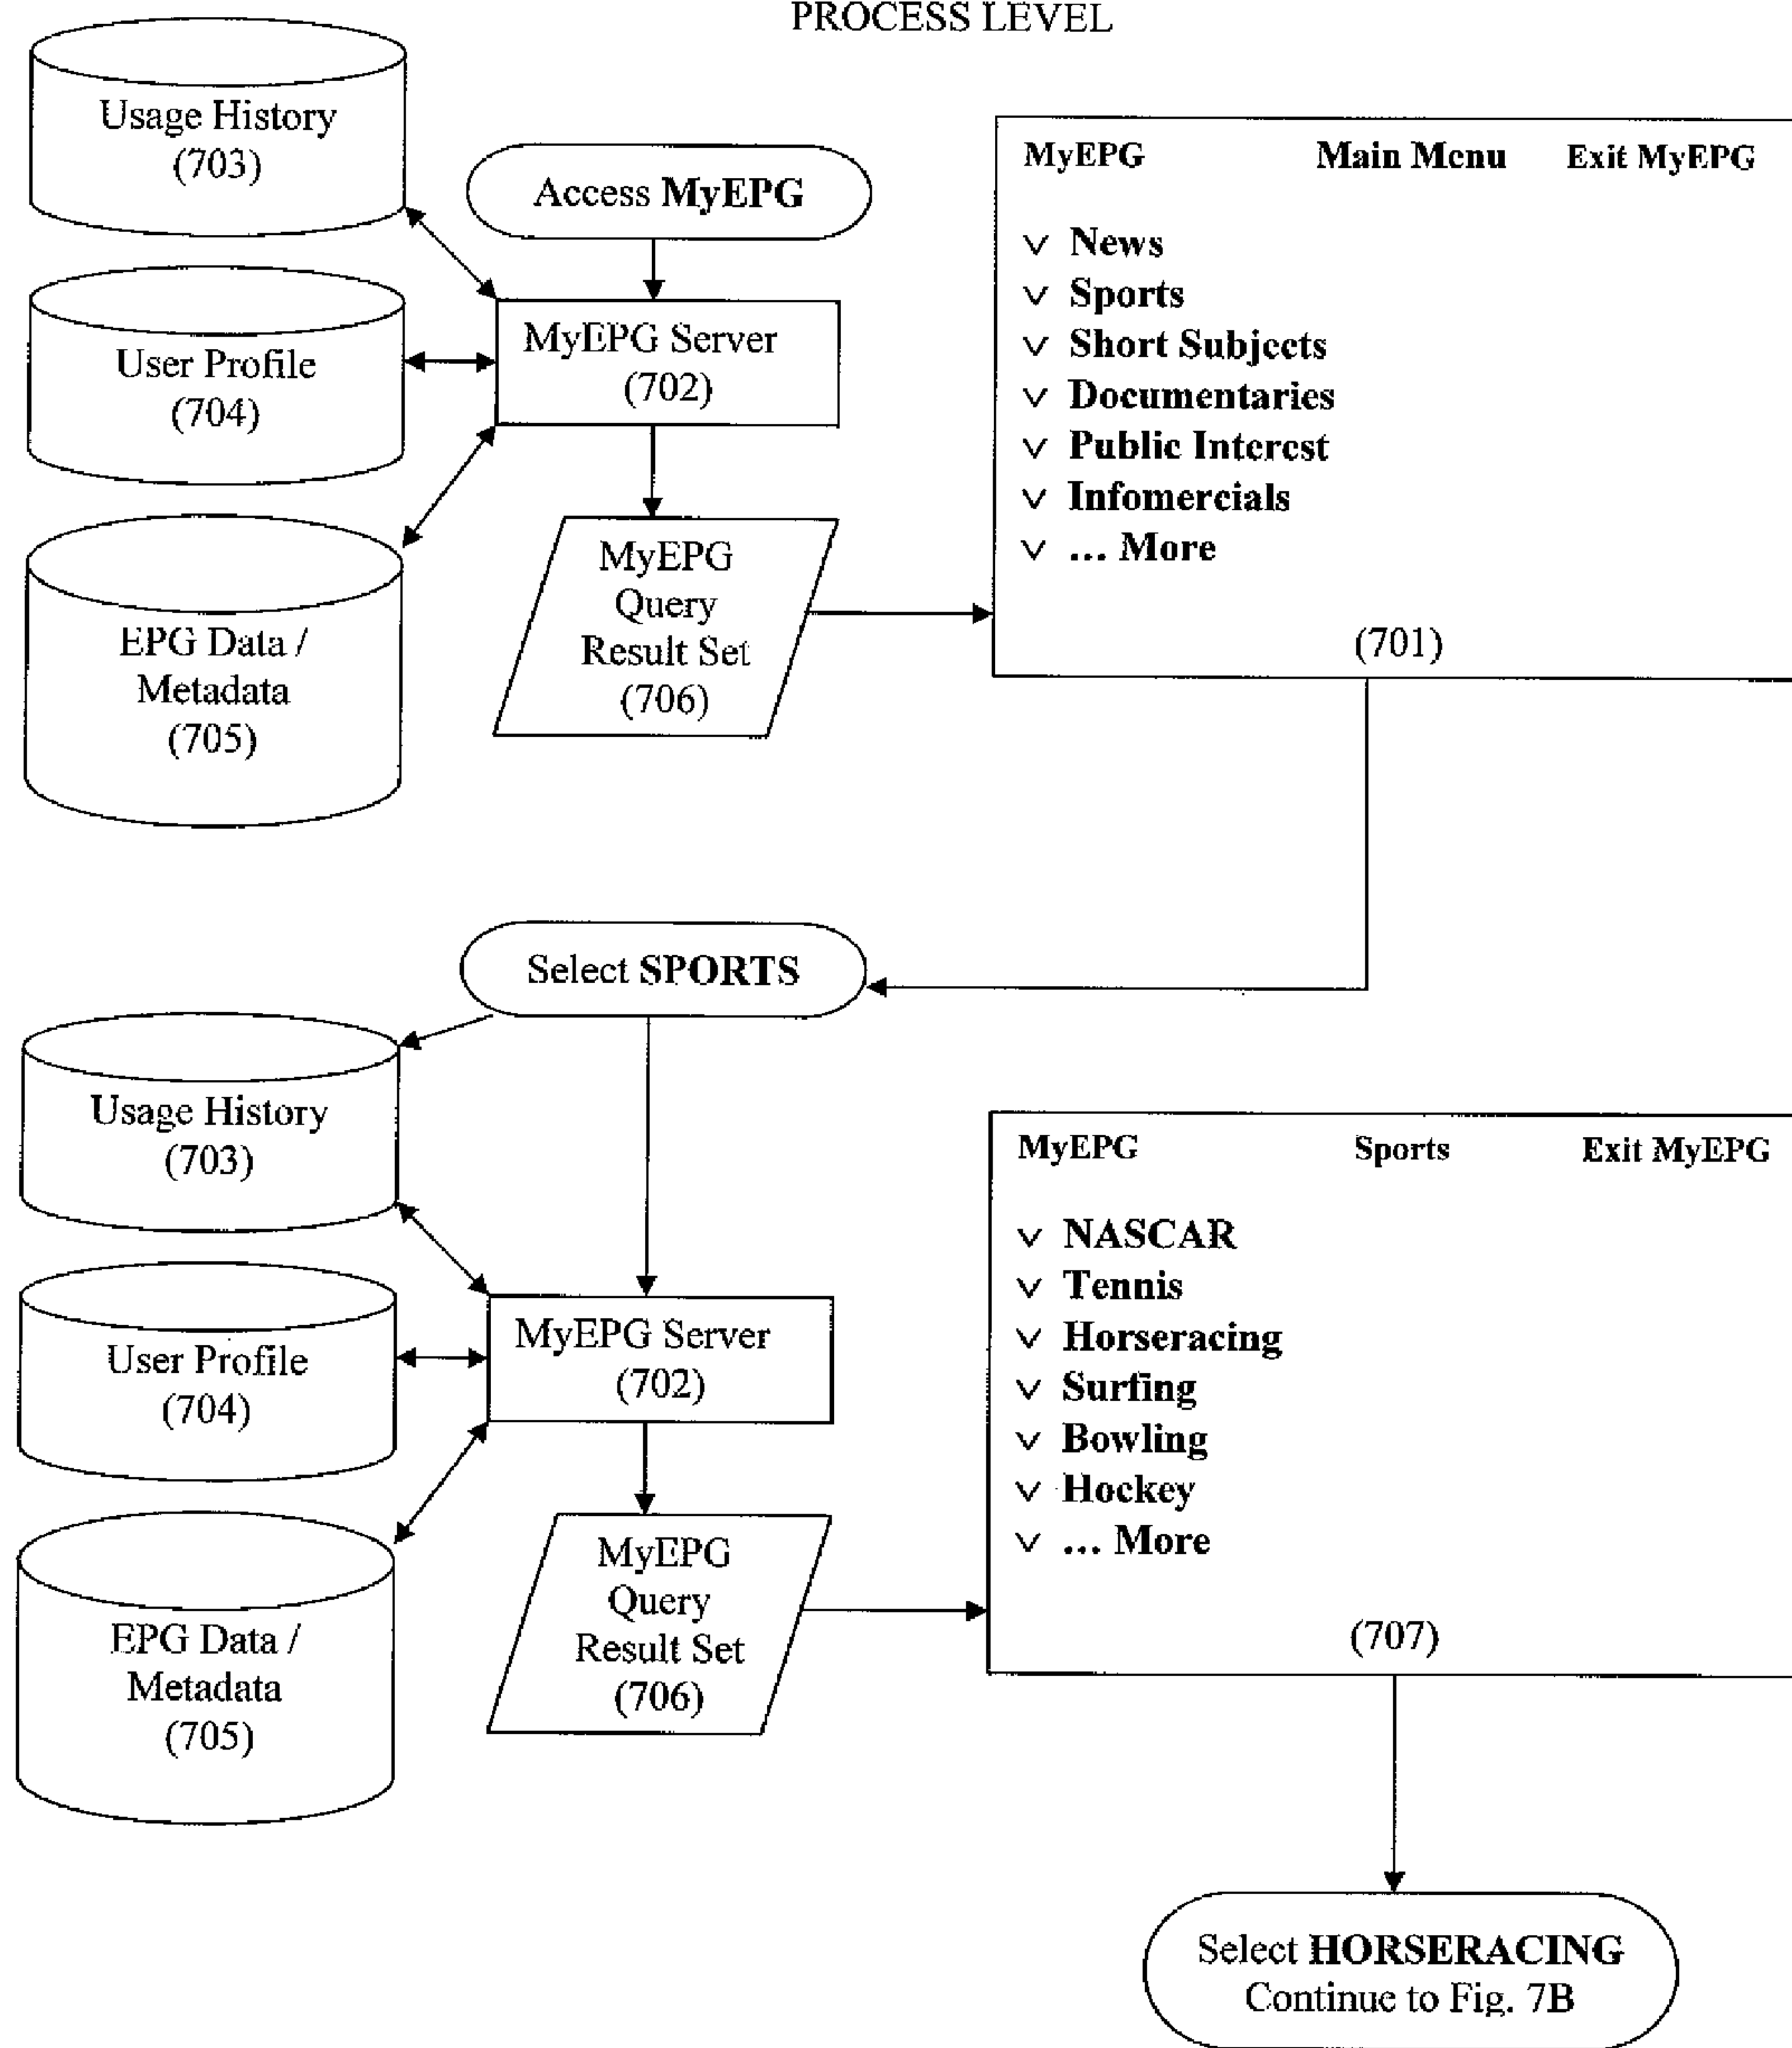 PROCESS LEVEL
Usage History
(703)
Access MyEPG
User Profile
(704)
MyEPG Server
(702)
EPG Data /
Metadata
(705)
MyEPG
Query
Result Set
(706)
MyEPG Main Menu Exit MyEPG
v News
v Sports
v Short Subjects
v Documentaries
v Public Interest
v Infomercials
v ... More
(701)
Select SPORTS
Usage History
(703)
User Profile
(704)
MyEPG Server
(702)
EPG Data /
Metadata
(705)
MyEPG
Query
Result Set
(706)
MyEPG Sports Exit MyEPG
v NASCAR
v Tennis
v Horseracing
v Surfing
v Bowling
v Hockey
v ... More
(707)
Select HORSERACING
Continue to Fig. 7B